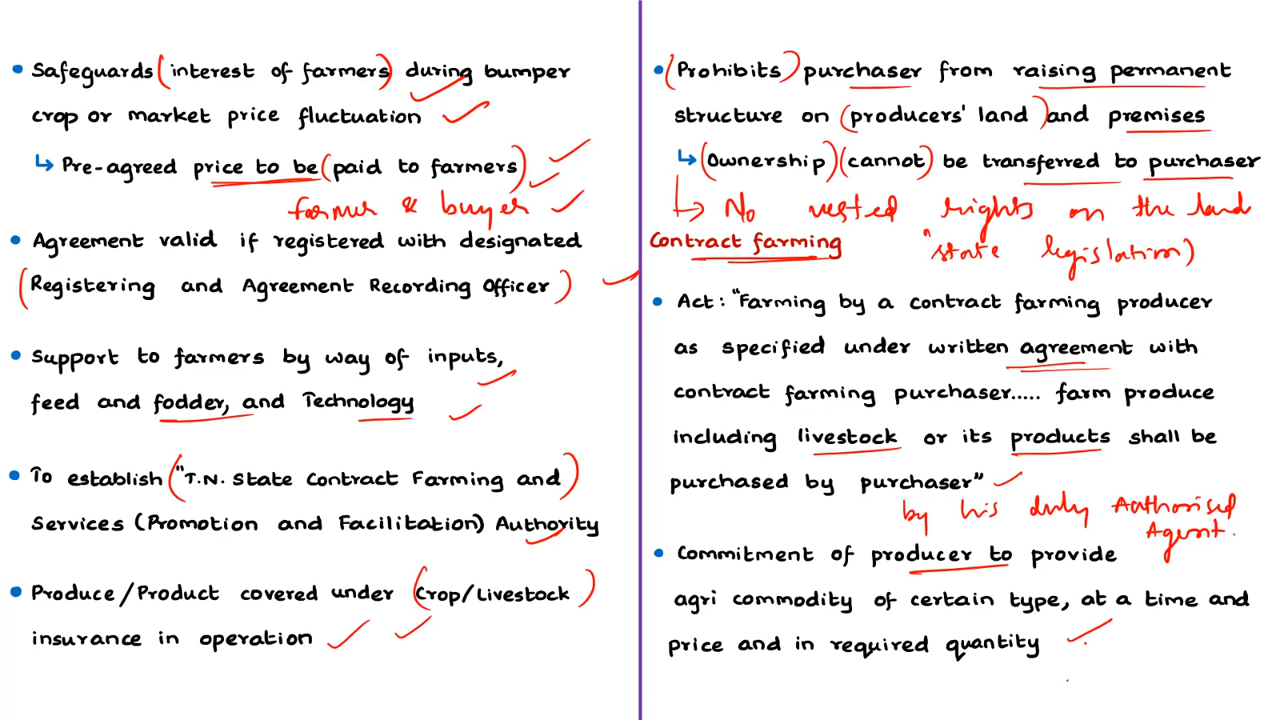 • Safeguards (interest of farmers) during bumper
crop or market price fluctuation
↳ Pre-agreed price to be (paid to farmers)
farmer & buyer
• Agreement valid if registered with designated
(Registering and Agreement Recording Officer)
• Support to farmers by way of inputs,
feed and fodder, and Technology
• To establish ("T.N. State Contract Farming and)
Services (Promotion and Facilitation) Authority
• Produce/Product covered under (Crop/Livestock)
insurance in operation
• (Prohibits) purchaser from raising permanent
structure on (producers' land) and premises
↳ (Ownership) (cannot) be transferred to purchaser
↳ No vested rights on the land
Contract farming
"state legislation)
• Act: "Farming by a contract farming producer
as specified under written agreement with
contract farming purchaser..... farm produce
including livestock or its products shall be
purchased by purchaser"
by his duly Authorised
Agent.
• Commitment of producer to provide
agri commodity of certain type, at a time and
price and in required quantity